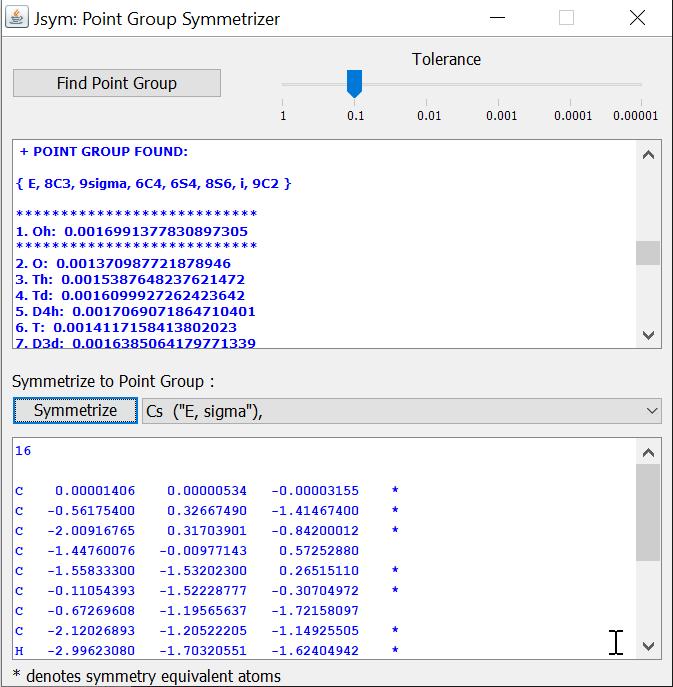 Jsym: Point Group Symmetrizer
Tolerance
Find Point Group
1 0.1 0.01 0.001 0.0001 0.00001
+ POINT GROUP FOUND:
{ E, 8C3, 9sigma, 6C4, 6S4, 8S6, i, 9C2 }
***************************
1. Oh: 0.0016991377830897305
***************************
2. O: 0.001370987721878946
3. Th: 0.0015387648237621472
4. Td: 0.0016099927262423642
5. D4h: 0.0017069071864710401
6. T: 0.0014117158413802023
7. D3d: 0.0016385064179771339
Symmetrize to Point Group :
Symmetrize Cs ("E, sigma"),
16
C 0.00001406 0.00000534 -0.00003155 *
C -0.56175400 0.32667490 -1.41467400 *
C -2.00916765 0.31703901 -0.84200012 *
C -1.44760076 -0.00977143 0.57252880
C -1.55833300 -1.53202300 0.26515110 *
C -0.11054393 -1.52228777 -0.30704972 *
C -0.67269608 -1.19565637 -1.72158097
C -2.12026893 -1.20522205 -1.14925505 *
H -2.99623080 -1.70320551 -1.62404942 *
* denotes symmetry equivalent atoms